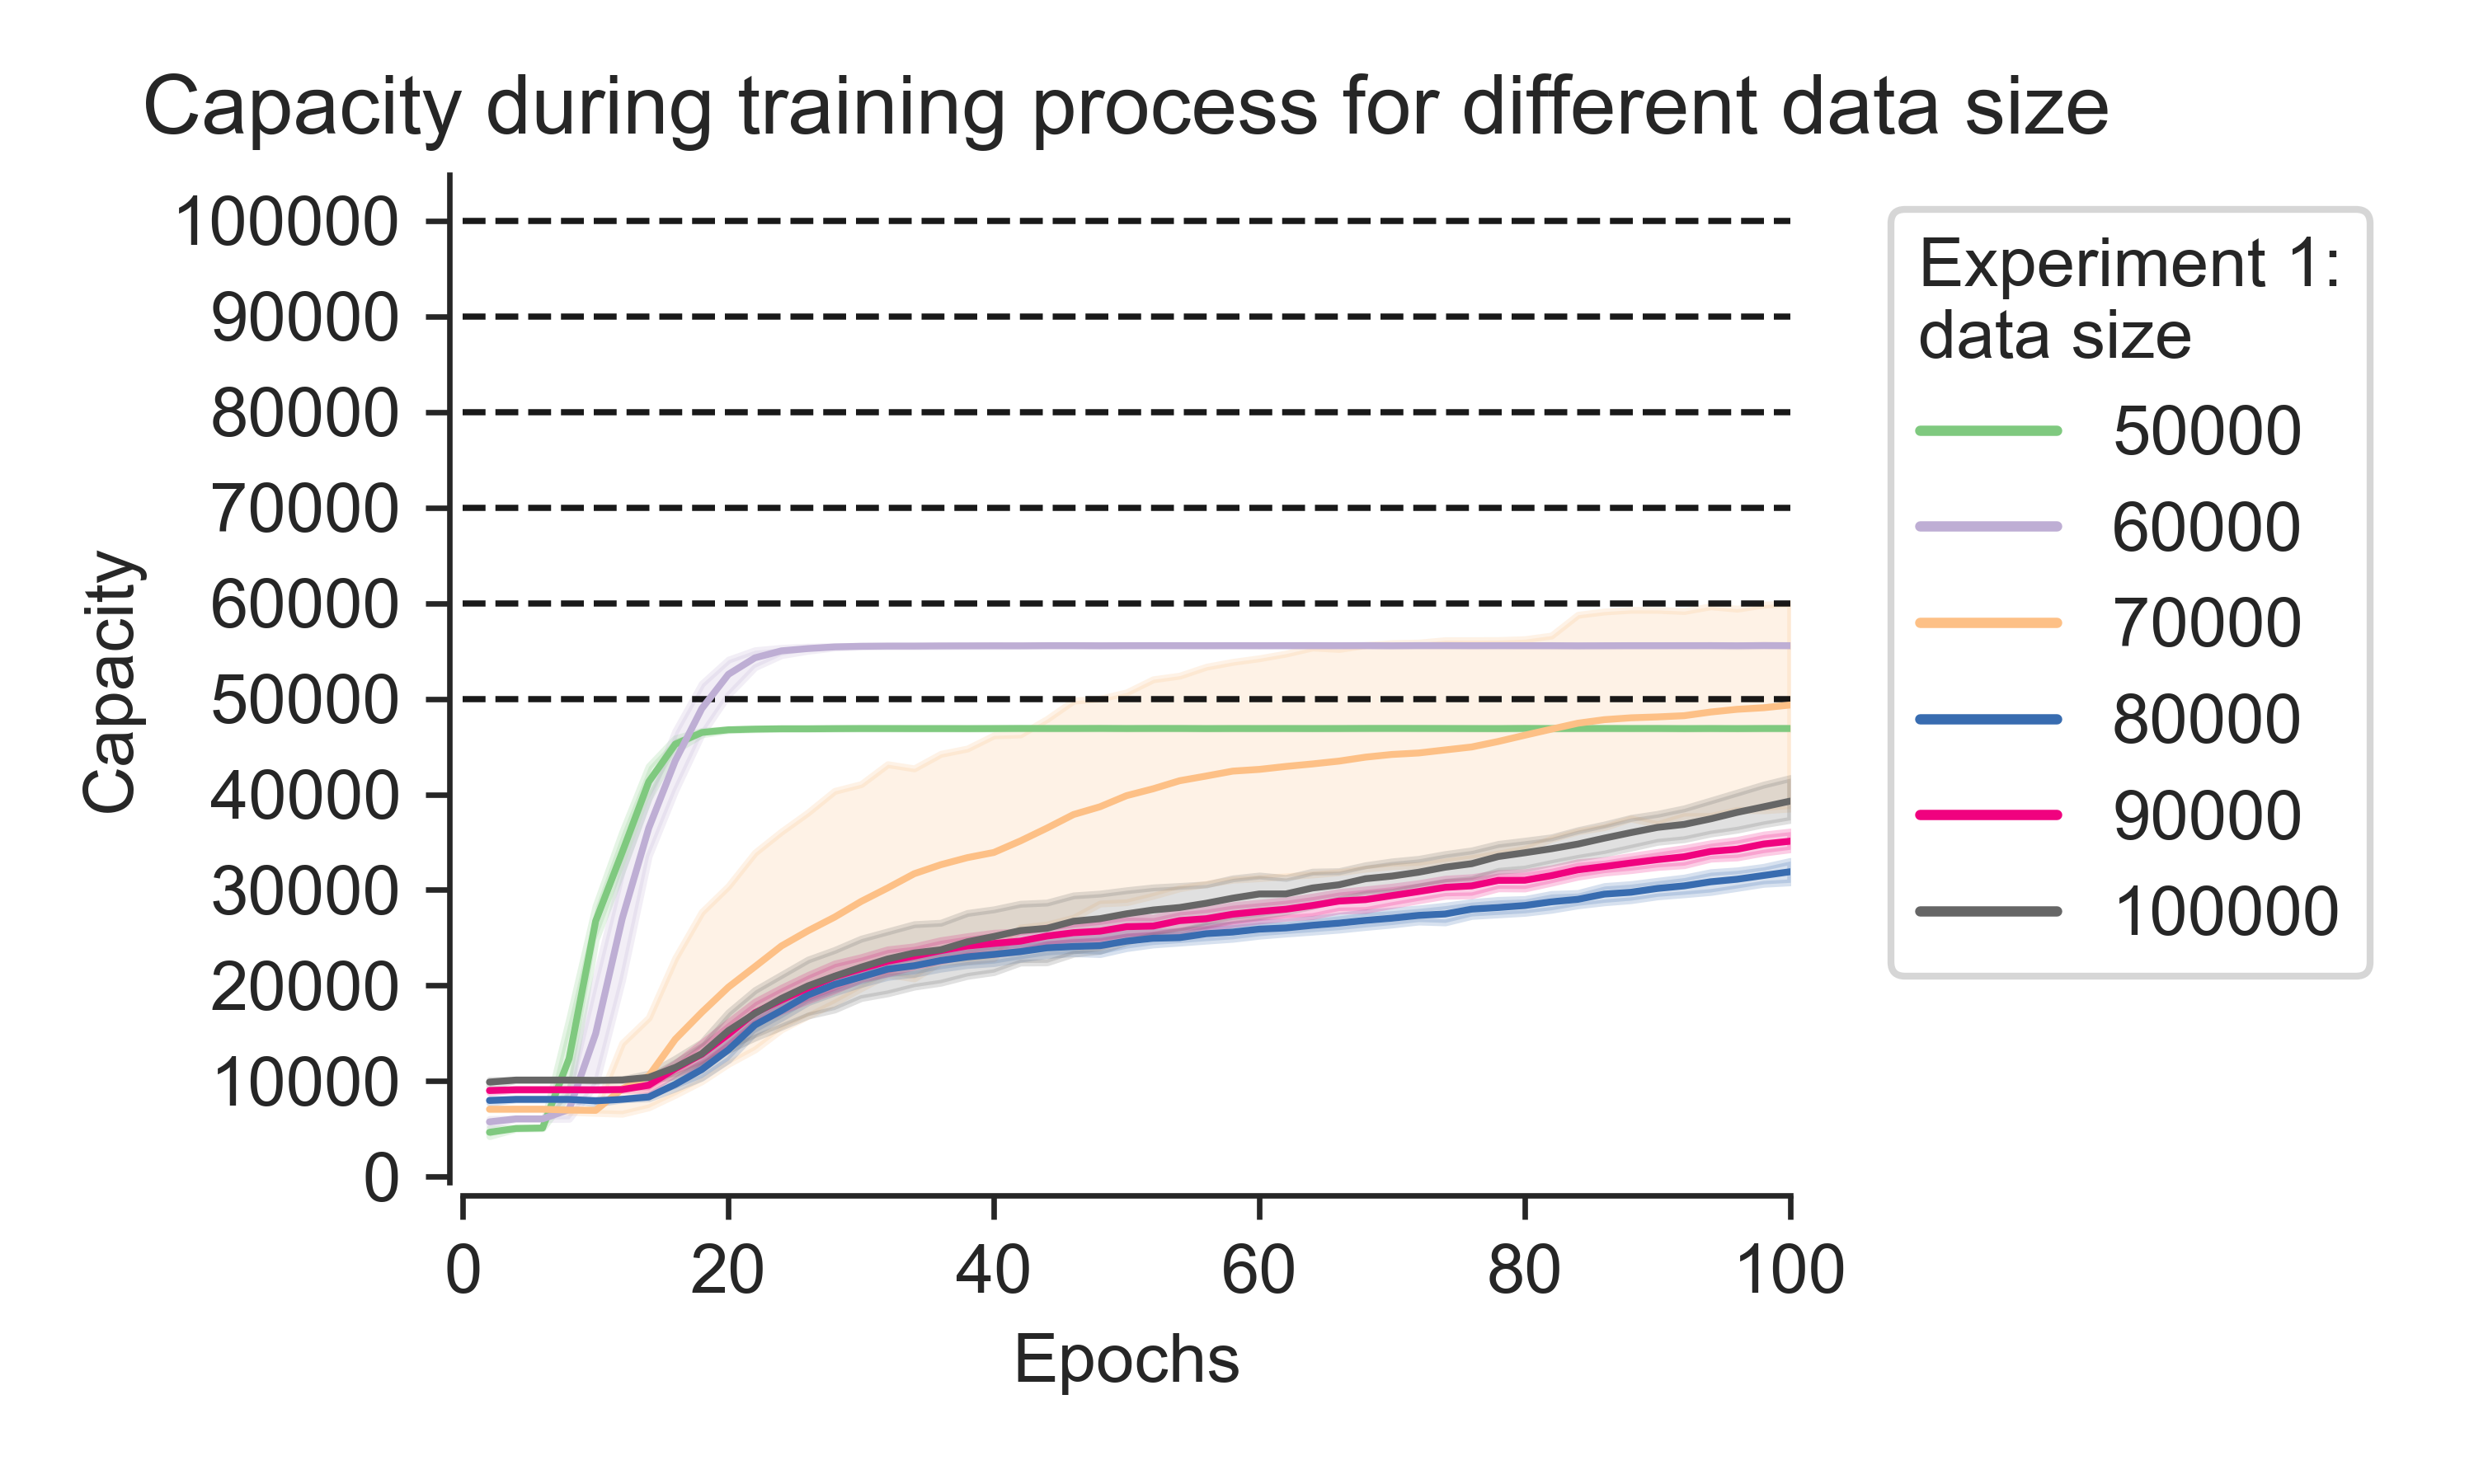 Capacity during training process for different data size
100000
90000
80000
70000
60000
50000
40000
30000
20000
10000
0
Capacity
0 20 40 60 80 100
Epochs
Experiment 1:
data size
50000
60000
70000
80000
90000
100000